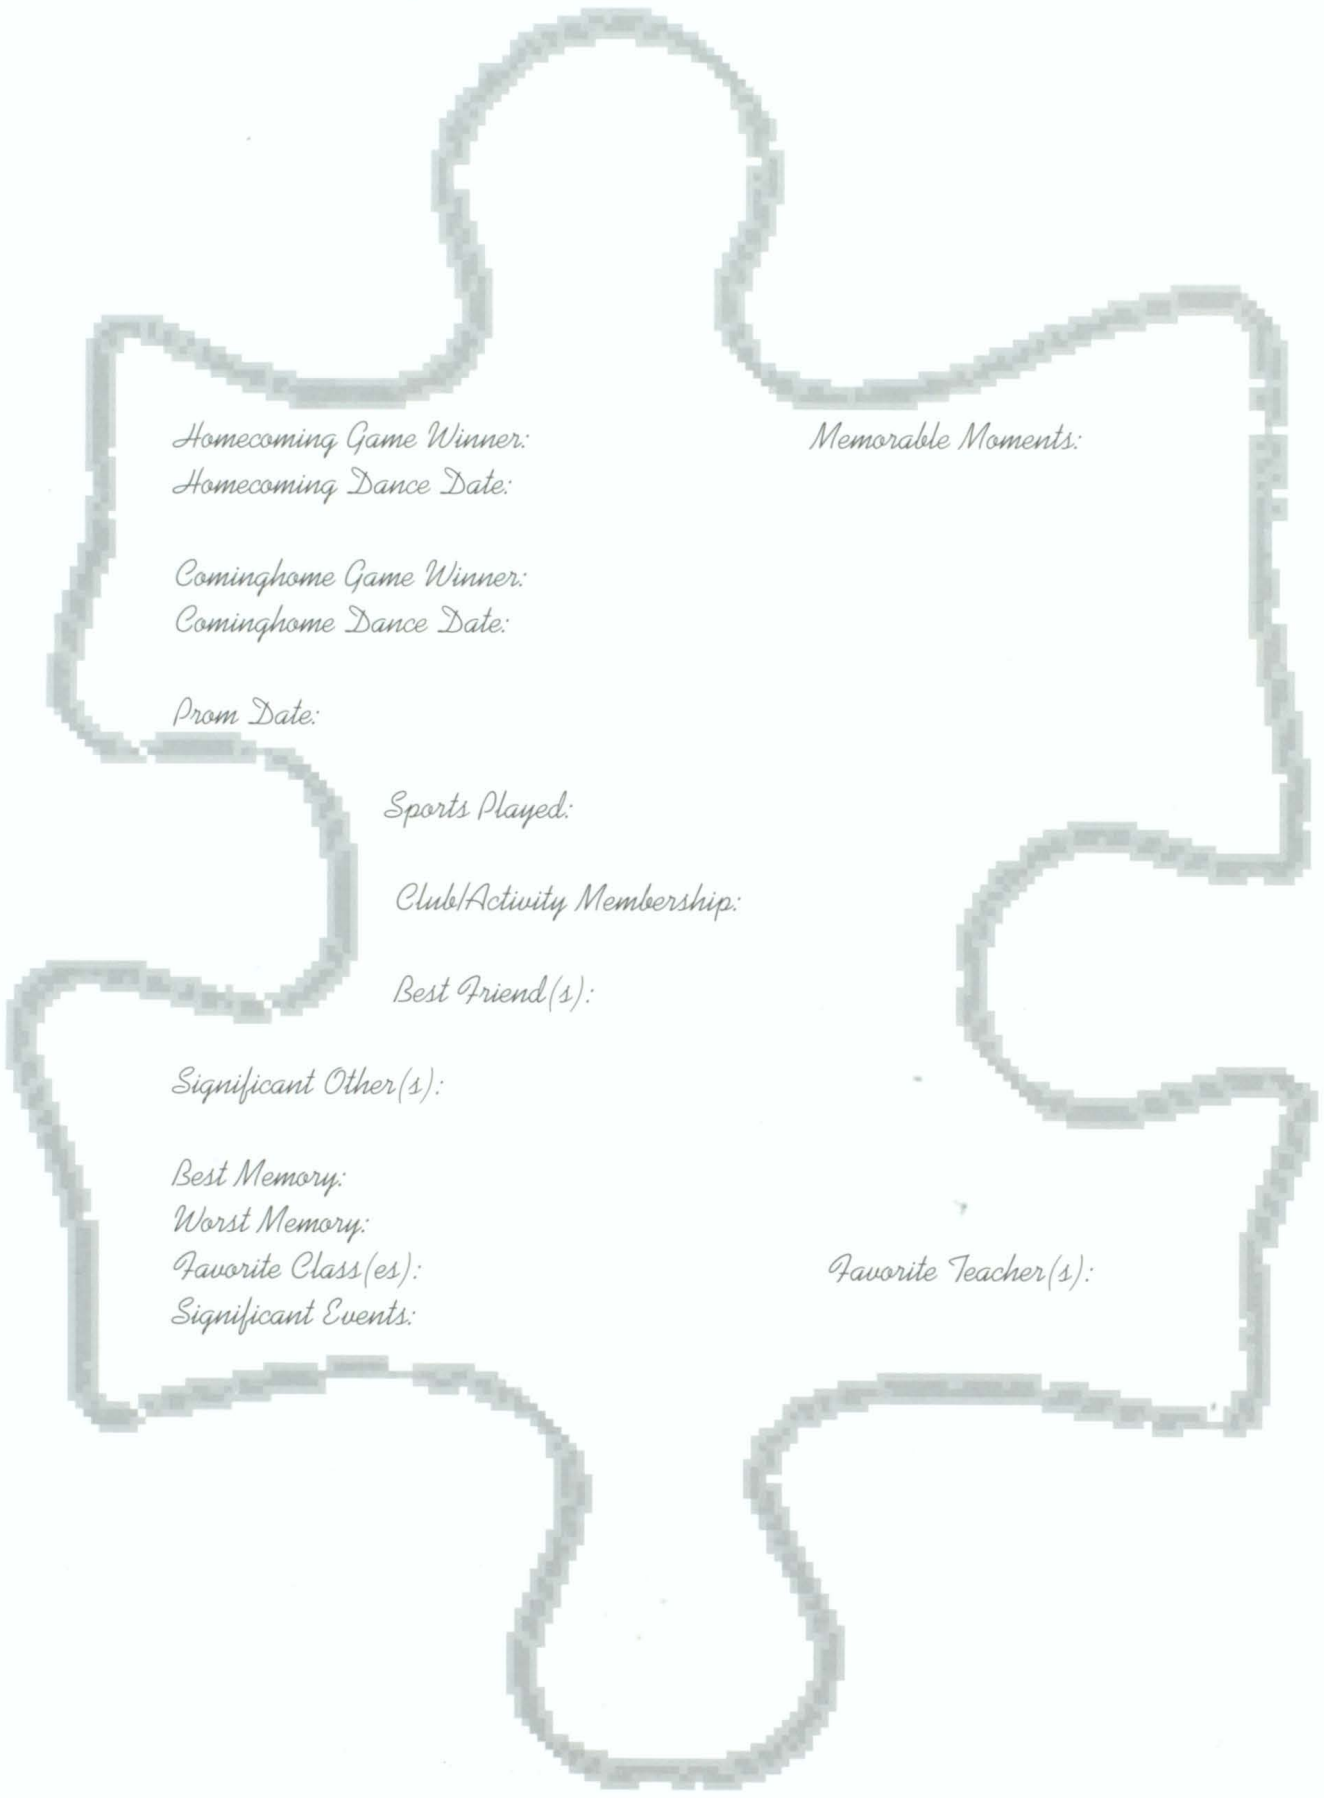 Homecoming Game Winner:
Memorable Moments:
Homecoming Dance Date:
Cominghome Game Winner:
Cominghome Dance Date:
Prom Date:
Sports Played:
Club/Activity Membership:
Best Friend(s):
Significant Other(s):
Best Memory:
Worst Memory:
Favorite Class(es):
Favorite Teacher(s):
Significant Events: